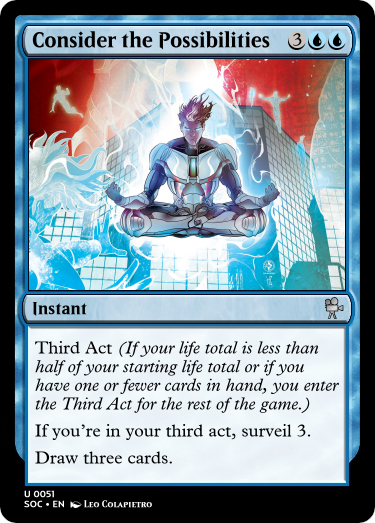 Consider the Possibilities 3
Instant
Third Act (If your life total is less than
half of your starting life total or if you
have one or fewer cards in hand, you enter
the Third Act for the rest of the game.)
If you're in your third act, surveil 3.
Draw three cards.
U 0051
SOC • EN Leo Colapietro